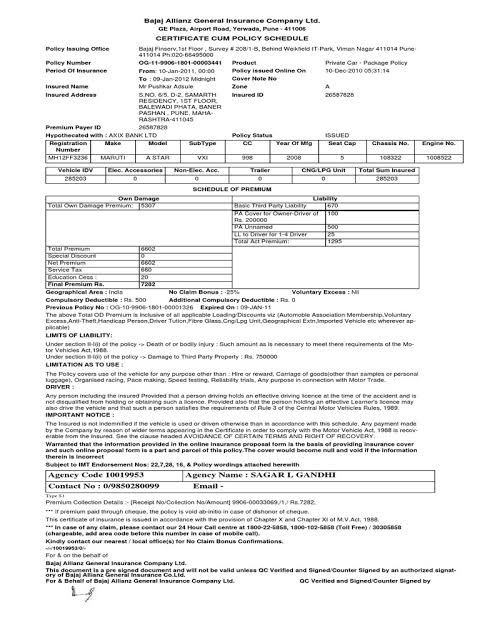 Bajaj Allianz General Insurance Company Ltd.
GE Plaza, Airport Road, Yerwada, Pune - 411006
CERTIFICATE CUM POLICY SCHEDULE
Policy Issuing Office Bajaj Finserv,1st Floor , Survey # 208/1-B, Behind Weikfield IT-Park, Viman Nagar 411014 Pune-
411014 Ph:020-66495000
Policy Number OG-11-9906-1801-00003441 Product Private Car - Package Policy
Period Of Insurance From: 10-Jan-2011, 00:00 Policy issued Online On 10-Dec-2010 05:31:14
To : 09-Jan-2012 Midnight Cover Note No
Insured Name Mr Pushkar Adsule Zone A
Insured Address S.NO. 6/5, D-2, SAMARTH Insured ID 26587828
RESIDENCY, 1ST FLOOR,
BALEWADI PHATA, BANER
PASHAN , PUNE, MAHA-
RASHTRA-411045
Premium Payer ID 26587828
Hypothecated with : AXIX BANK LTD Policy Status ISSUED
Registration Number Make Model SubType CC Year Of Mfg Seat Cap Chassis No. Engine No.
MH12FF3236 MARUTI A STAR VXI 998 2008 5 108322 1008522
Vehicle IDV Elec. Accessories Non-Elec. Acc. Trailer CNG/LPG Unit Total Sum Insured
285203 0 0 0 0 285203
SCHEDULE OF PREMIUM
Own Damage Liability
Total Own Damage Premium: 5307 Basic Third Party Liability 670
PA Cover for Owner-Driver of Rs. 200000 100
PA Unnamed 500
LL to Driver for 1-4 Driver 25
Total Act Premium: 1295
Total Premium 6602
Special Discount 0
Net Premium 6602
Service Tax 660
Education Cess : 20
Final Premium Rs. 7282
Geographical Area : India No Claim Bonus : -25% Voluntary Excess : Nil
Compulsory Deductible : Rs. 500 Additional Compulsory Deductible : Rs. 0
Previous Policy No : OG-10-9906-1801-00001326 Expired On : 09-JAN-11
The above Total OD Premium is inclusive of all applicable Loading/Discounts viz (Automoble Association Membership,Voluntary
Excess,Anti-Theft,Handicap Person,Driver Tution,Fibre Glass,Cng/Lpg Unit,Geographical Extn,Imported Vehicle etc wherever ap-
plicable)
LIMITS OF LIABILITY:
Under section II-I(i) of the policy -> Death of or bodily injury : Such amount as is necessary to meet there requirements of the Mo-
tor Vehicles Act,1988.
Under section II-I(ii) of the policy -> Damage to Third Party Property : Rs. 750000
LIMITATION AS TO USE :
The Policy covers use of the vehicle for any purpose other than : Hire or reward, Carriage of goods(other than samples or personal
luggage), Organised racing, Pace making, Speed testing, Reliability trials, Any purpose in connection with Motor Trade.
DRIVER :
Any person including the insured Provided that a person driving holds an effective driving licence at the time of the accident and is
not disqualified from holding or obtaining such a licence. Provided also that the person holding an effective Learner's licence may
also drive the vehicle and that such a person satisfies the requirements of Rule 3 of the Central Motor Vehicles Rules, 1989.
IMPORTANT NOTICE :
The Insured is not indemnified if the vehicle is used or driven otherwise than in accordance with this schedule. Any payment made
by the Company by reason of wider terms appearing in the Certificate in order to comply with the Motor Vehicle Act, 1988 is recov-
erable from the Insured. See the clause headed AVOIDANCE OF CERTAIN TERMS AND RIGHT OF RECOVERY.
Warranted that the Information provided in the online insurance proposal form is the basis of providing insurance cover
and such online proposal form is a part and parcel of this policy.The cover would become null and void if the information
therein is incorrect
Subject to IMT Endorsement Nos: 22,7,28, 16, & Policy wordings attached herewith
Agency Code 10019953 Agency Name : SAGAR L GANDHI
Contact No : 0/9850280099 Email -
Type S1
Premium Collection Details :- (Receipt No/Collection No/Amount) 9906-00033069,/1,/ Rs.7282,
*** If premium paid through cheque, the policy is void ab-initio in case of dishonor of cheque.
This certificate of insurance is issued in accordance with the provision of Chapter X and Chapter XI of M.V.Act, 1988.
*** In case of any claim, please contact our 24 Hour Call centre at 1800-22-5858, 1800-102-5858 (Toll Free) / 30305858
(chargeable, add area code before this number in case of mobile call).
Kindly contact our nearest / local office(s) for No Claim Bonus Confirmations.
-/-/10019953/0/-
For & on the behalf of
Bajaj Allianz General Insurance Company Ltd.
This document is a pre signed document and will not be valid unless QC Verified and Signed/Counter Signed by an authorized signat-
ory of Bajaj Allianz General Insurance Co.Ltd.
For & Behalf of Bajaj Allianz General Insurance Company Ltd. QC Verified and Signed/Counter Signed by